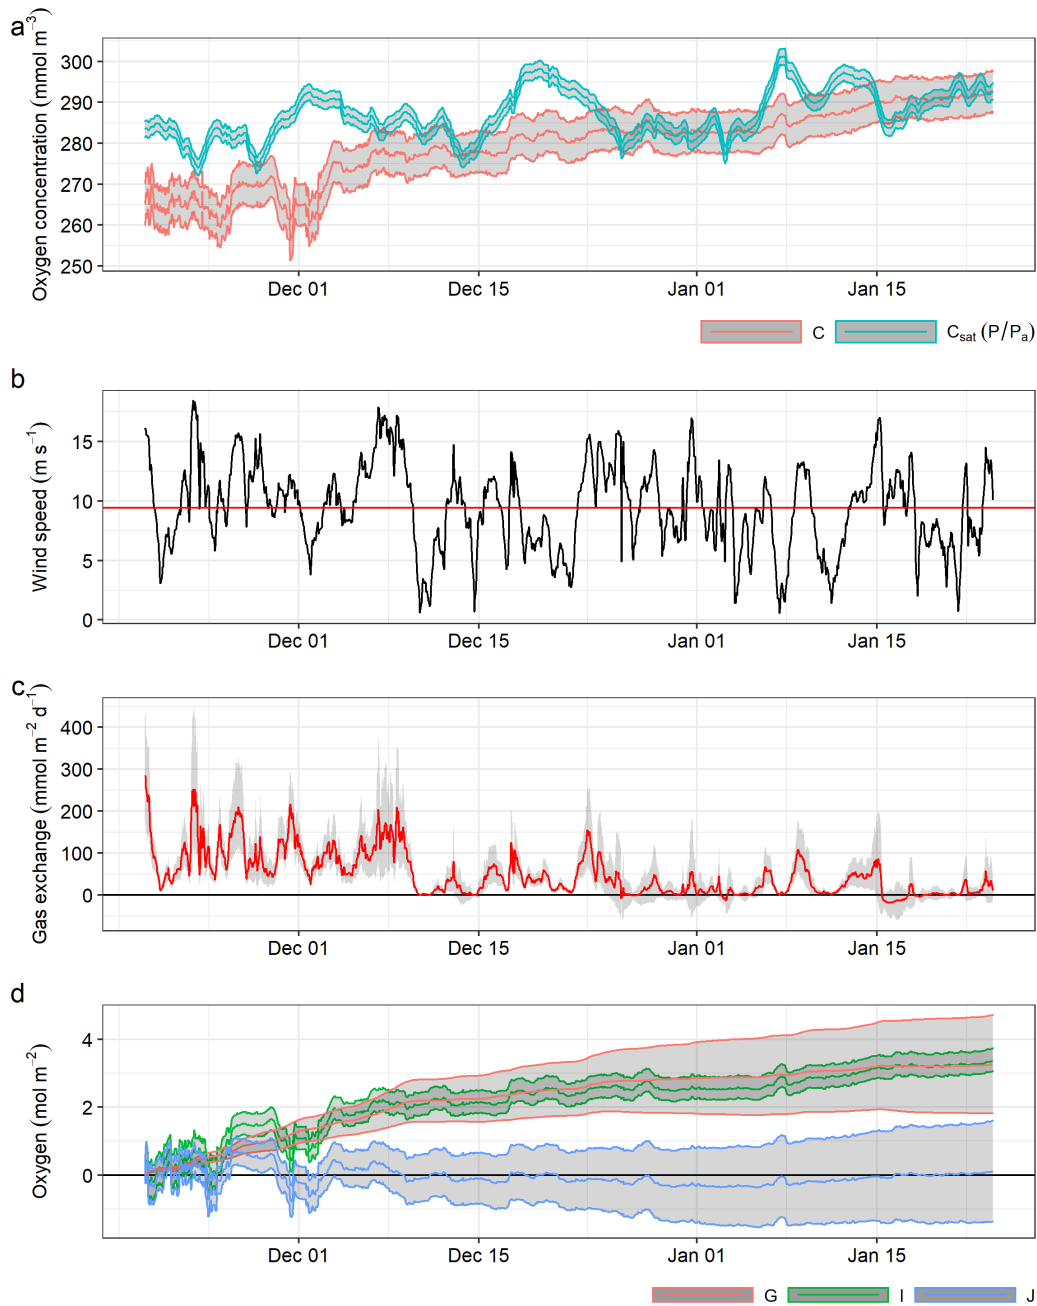 a
Oxygen concentration (mmol m⁻³)
300
290
280
270
260
250
Dec 01 Dec 15 Jan 01 Jan 15
C Csat (P/Pa)
b
Wind speed (m s⁻¹)
15
10
5
0
Dec 01 Dec 15 Jan 01 Jan 15
c
Gas exchange (mmol m⁻² d⁻¹)
400
300
200
100
0
Dec 01 Dec 15 Jan 01 Jan 15
d
Oxygen (mol m⁻²)
4
2
0
Dec 01 Dec 15 Jan 01 Jan 15
G I J